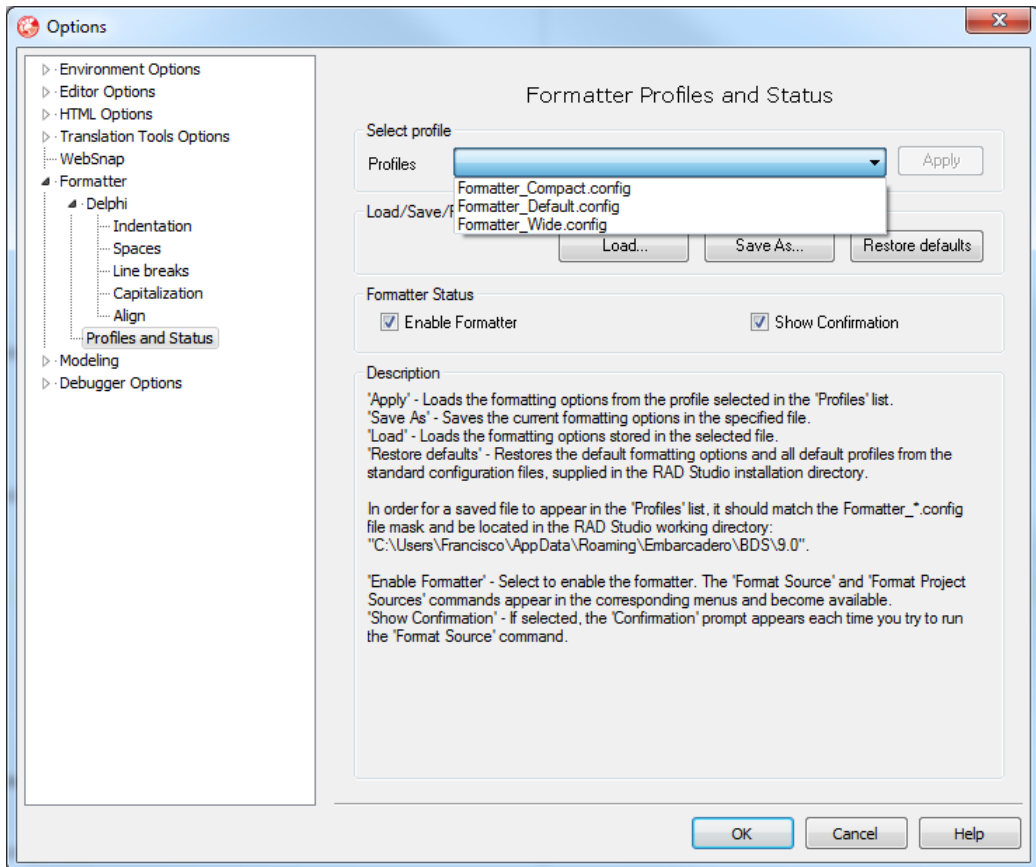 Options
Environment Options
Editor Options
HTML Options
Translation Tools Options
WebSnap
Formatter
Delphi
Indentation
Spaces
Line breaks
Capitalization
Align
Profiles and Status
Modeling
Debugger Options
Formatter Profiles and Status
Select profile
Profiles
Apply
Formatter_Compact.config
Formatter_Default.config
Formatter_Wide.config
Load/Save/
Load...
Save As...
Restore defaults
Formatter Status
Enable Formatter
Show Confirmation
Description
'Apply' - Loads the formatting options from the profile selected in the 'Profiles' list.
'Save As' - Saves the current formatting options in the specified file.
'Load' - Loads the formatting options stored in the selected file.
'Restore defaults' - Restores the default formatting options and all default profiles from the
standard configuration files, supplied in the RAD Studio installation directory.
In order for a saved file to appear in the 'Profiles' list, it should match the Formatter_*.config
file mask and be located in the RAD Studio working directory:
"C:\Users\Francisco\AppData\Roaming\Embarcadero\BDS\9.0".
'Enable Formatter' - Select to enable the formatter. The 'Format Source' and 'Format Project
Sources' commands appear in the corresponding menus and become available.
'Show Confirmation' - If selected, the 'Confirmation' prompt appears each time you try to run
the 'Format Source' command.
OK
Cancel
Help